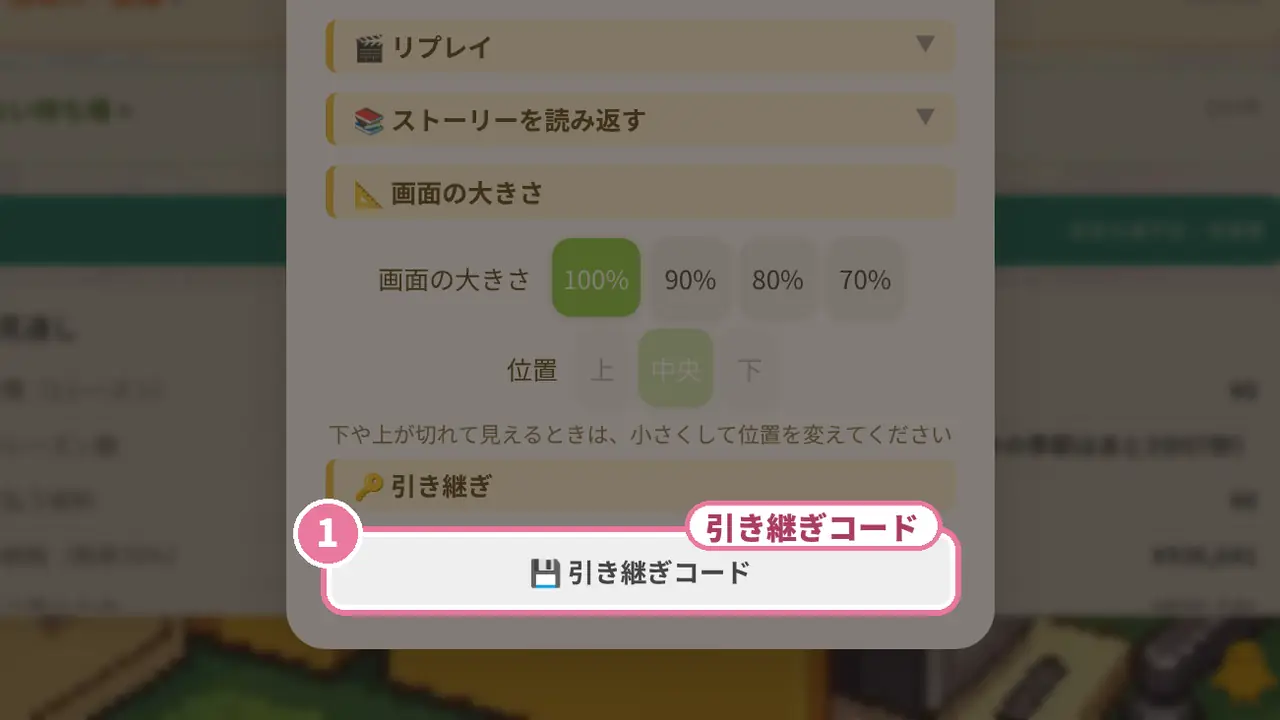 🎬 リプレイ ▼
📚 ストーリーを読み返す ▼
📐 画面の大きさ
画面の大きさ 100% 90% 80% 70%
位置 上 中央 下
下や上が切れて見えるときは、小さくして位置を変えてください
🔑 引き継ぎ
1 引き継ぎコード
💾 引き継ぎコード